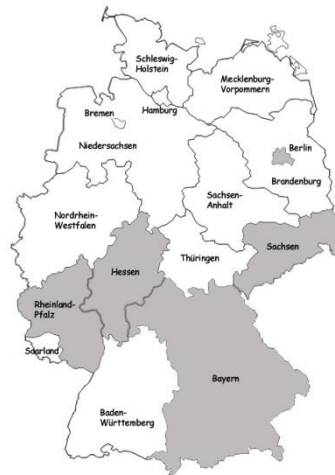 Schleswig-
Holstein
Mecklenburg-
Vorpommern
Hamburg
Bremen
Niedersachsen
Berlin
Brandenburg
Sachsen-
Anhalt
Nordrhein-
Westfalen
Sachsen
Hessen
Thüringen
Rheinland-
Pfalz
Saarland
Bayern
Baden-
Württemberg